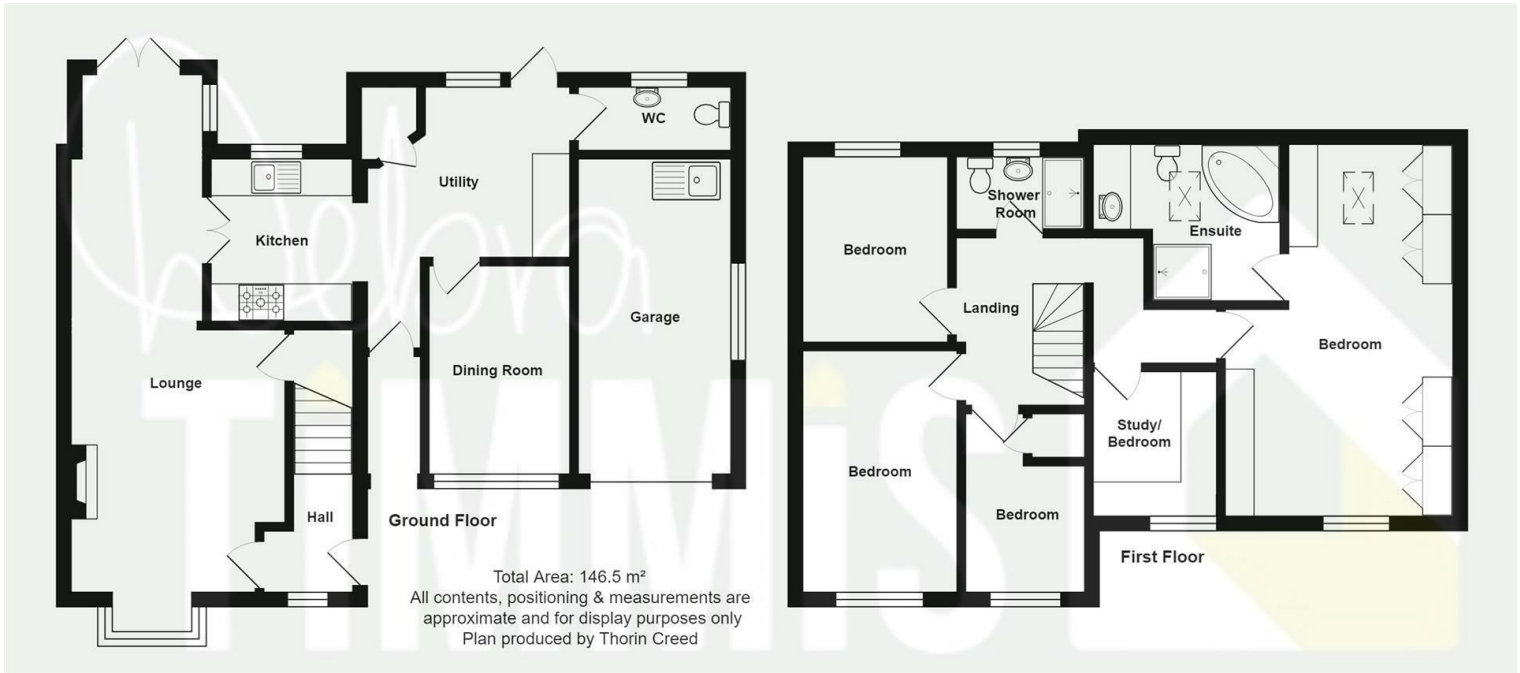 Lounge
Kitchen
Utility
WC
Garage
Dining Room
Hall
Ground Floor
Total Area: 146.5 m²
All contents, positioning & measurements are
approximate and for display purposes only
Plan produced by Thorin Creed
Bedroom
Shower
Room
Ensuite
Landing
Bedroom
Bedroom
Study/
Bedroom
Bedroom
First Floor
Debra
TiMMiS